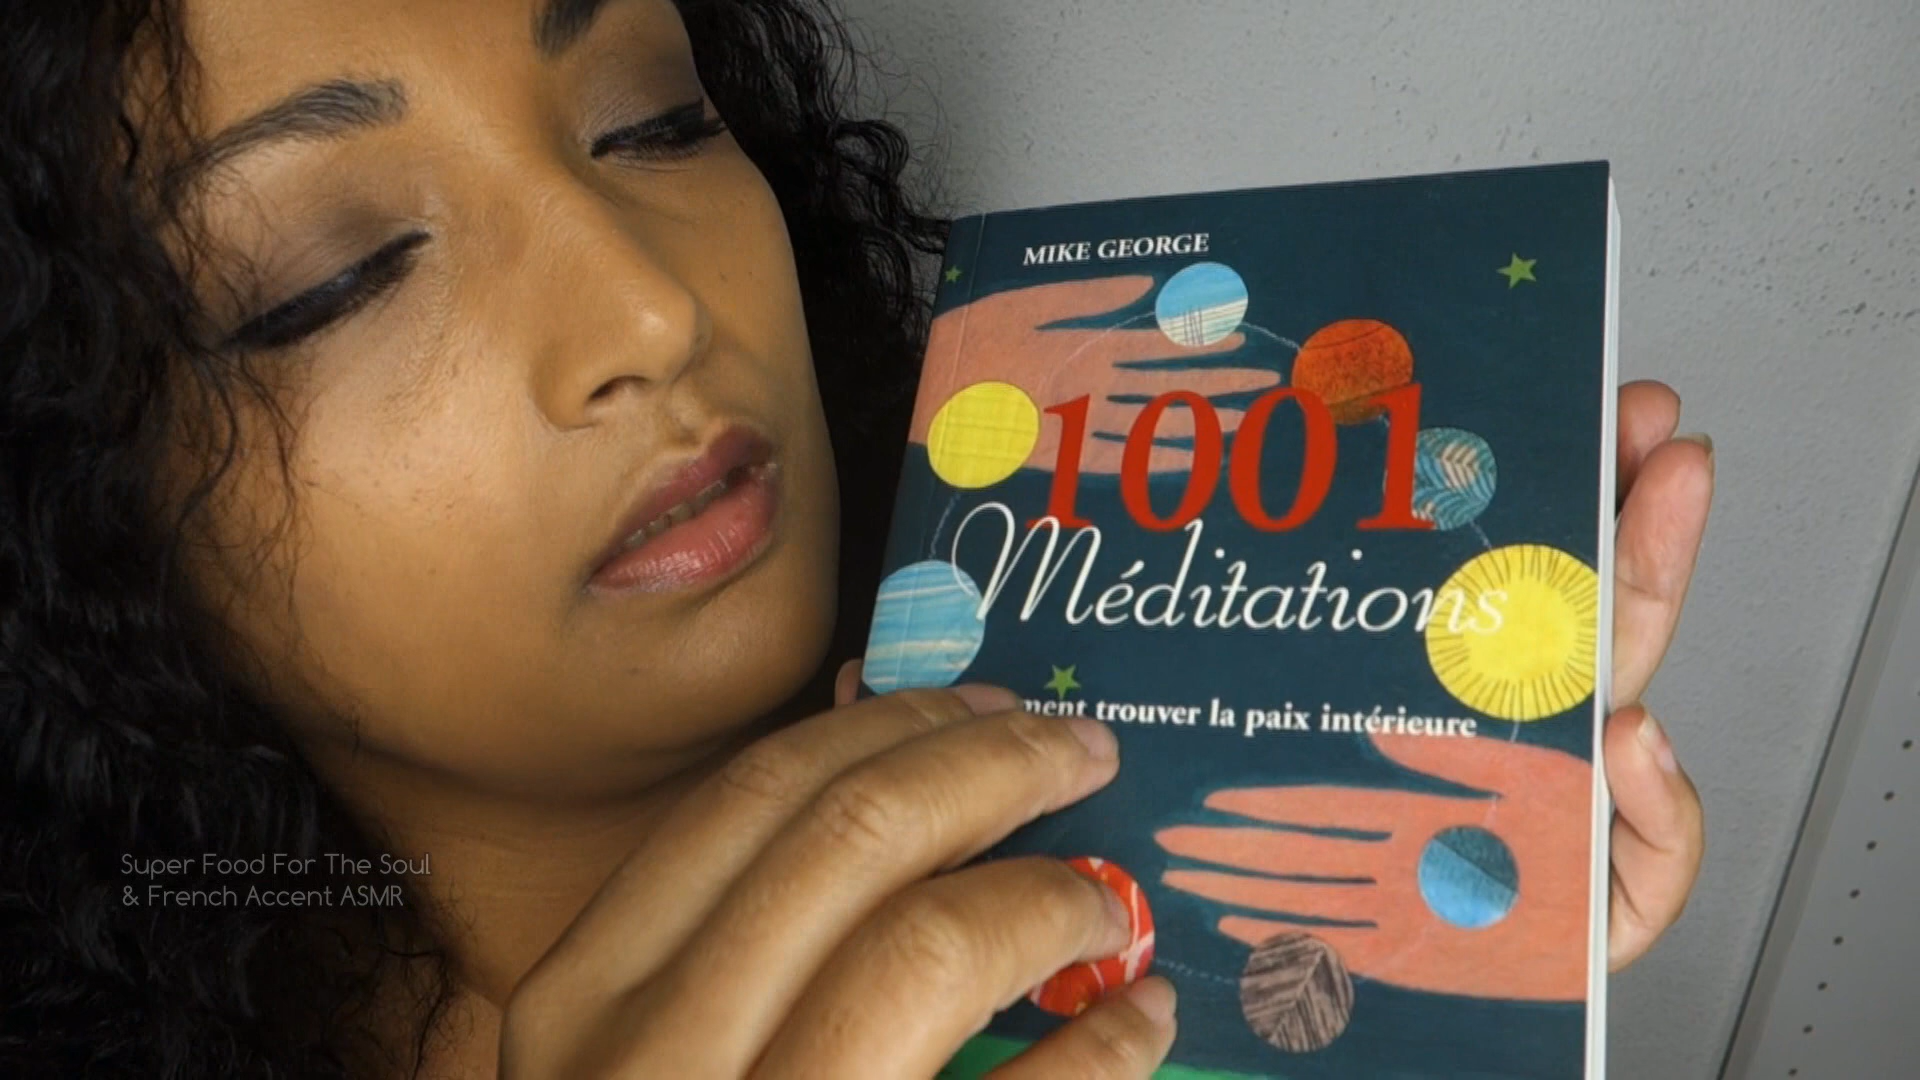 MIKE GEORGE
1001
Méditations
trouver la paix intérieure
Super Food For The Soul
& French Accent ASMR